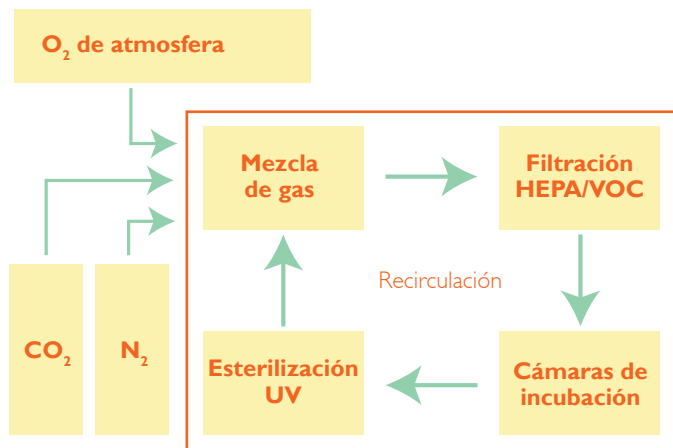 O₂ de atmosfera
Mezcla
de gas
Filtración
HEPA/VOC
Recirculación
CO₂
N₂
Esterilización
UV
Cámaras de
incubación